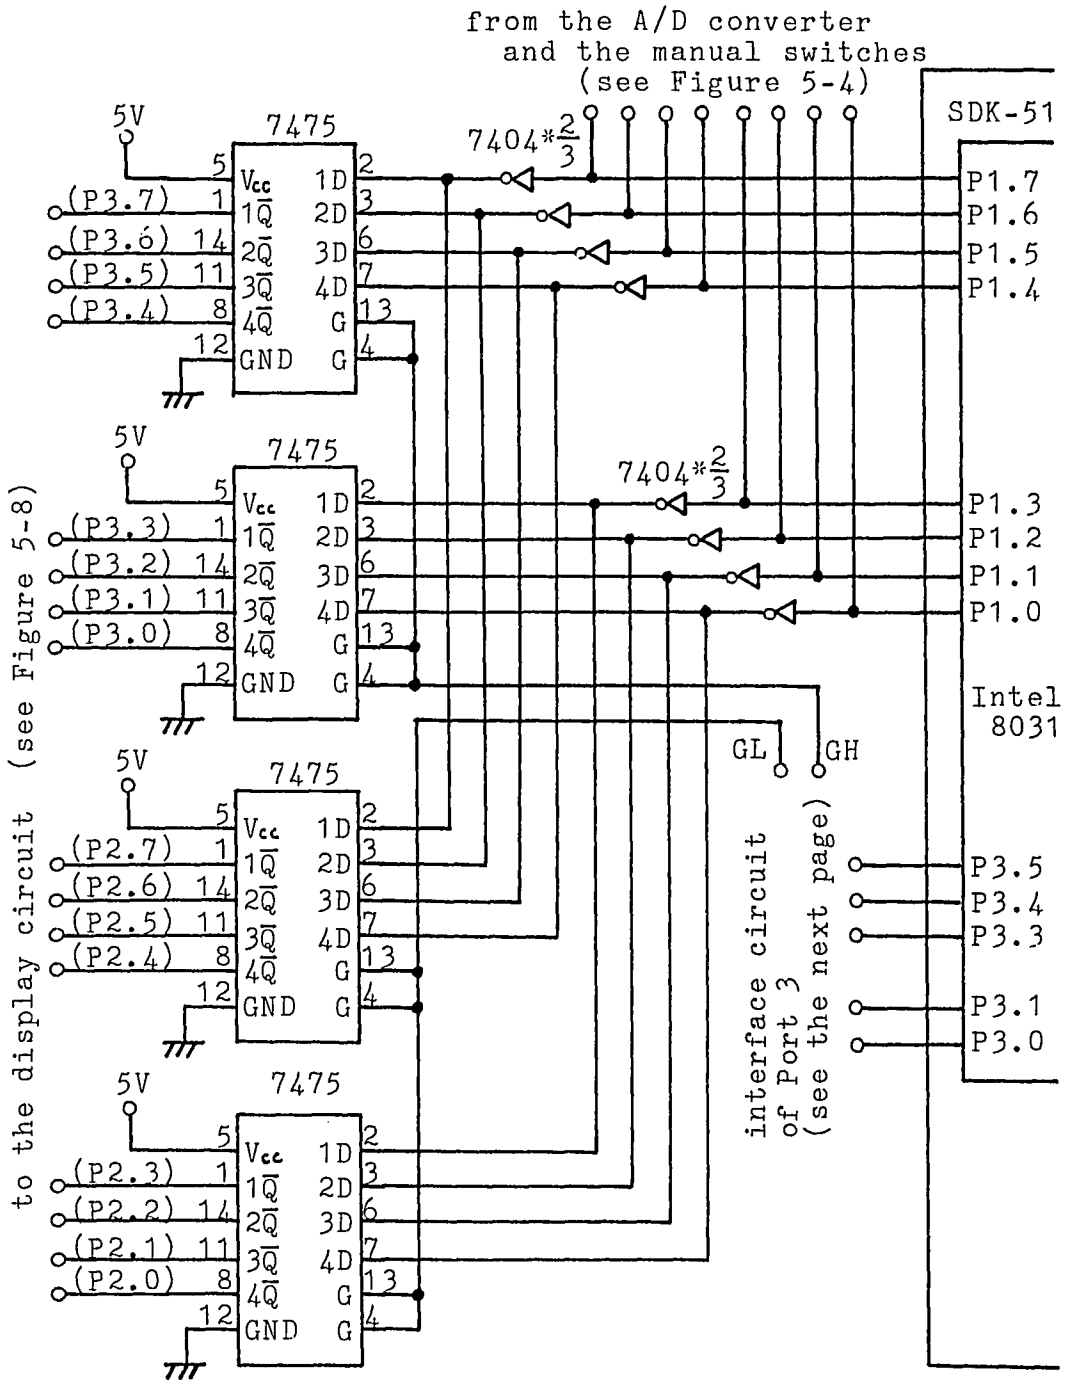 from the A/D converter
and the manual switches
(see Figure 5-4)
SDK-51
5V
7475
7404*2/3
5 Vcc 1D 2
P1.7
(P3.7) 1 1Q̅ 2D 3
P1.6
(P3.6) 14 2Q̅ 3D 6
P1.5
(P3.5) 11 3Q̅ 4D 7
P1.4
(P3.4) 8 4Q̅ G 13
12 GND G 4
5V
7475
7404*2/3
5 Vcc 1D 2
P1.3
(P3.3) 1 1Q̅ 2D 3
P1.2
(P3.2) 14 2Q̅ 3D 6
P1.1
(P3.1) 11 3Q̅ 4D 7
P1.0
(P3.0) 8 4Q̅ G 13
12 GND G 4
Intel
8031
GL GH
5V
7475
5 Vcc 1D 2
(P2.7) 1 1Q̅ 2D 3
(P2.6) 14 2Q̅ 3D 6
(P2.5) 11 3Q̅ 4D 7
(P2.4) 8 4Q̅ G 13
12 GND G 4
P3.5
P3.4
P3.3
P3.1
P3.0
interface circuit
of Port 3
(see the next page)
5V
7475
5 Vcc 1D 2
(P2.3) 1 1Q̅ 2D 3
(P2.2) 14 2Q̅ 3D 6
(P2.1) 11 3Q̅ 4D 7
(P2.0) 8 4Q̅ G 13
12 GND G 4
to the display circuit (see Figure 5-8)